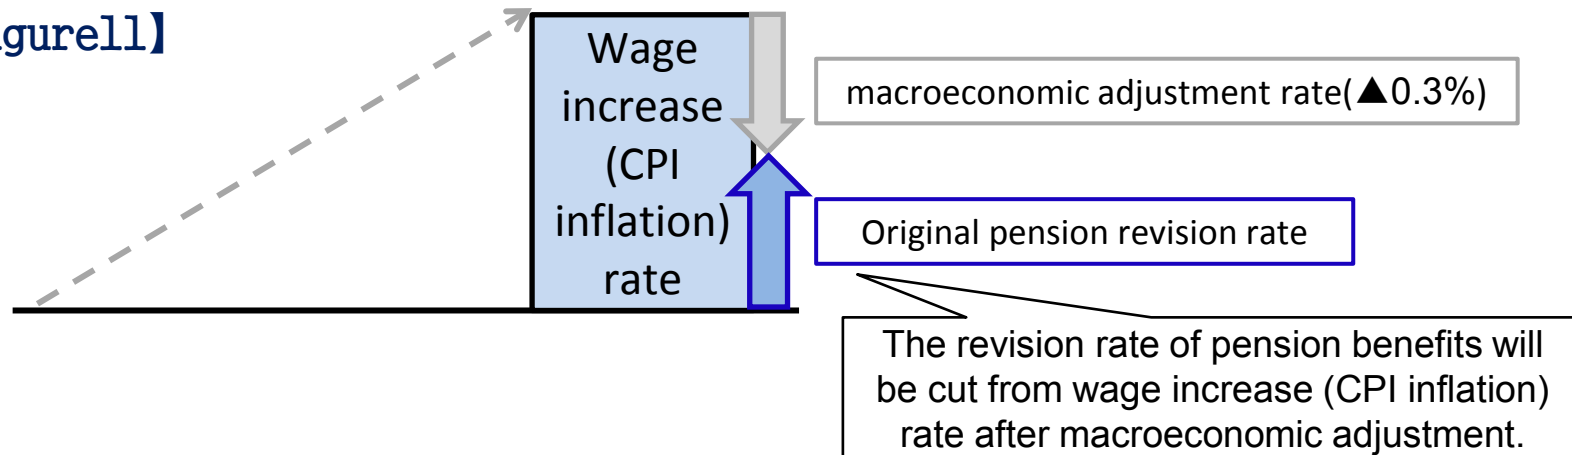 gurell】
Wage
increase
(CPI
inflation)
rate
macroeconomic adjustment rate(▲0.3%)
Original pension revision rate
The revision rate of pension benefits will
be cut from wage increase (CPI inflation)
rate after macroeconomic adjustment.